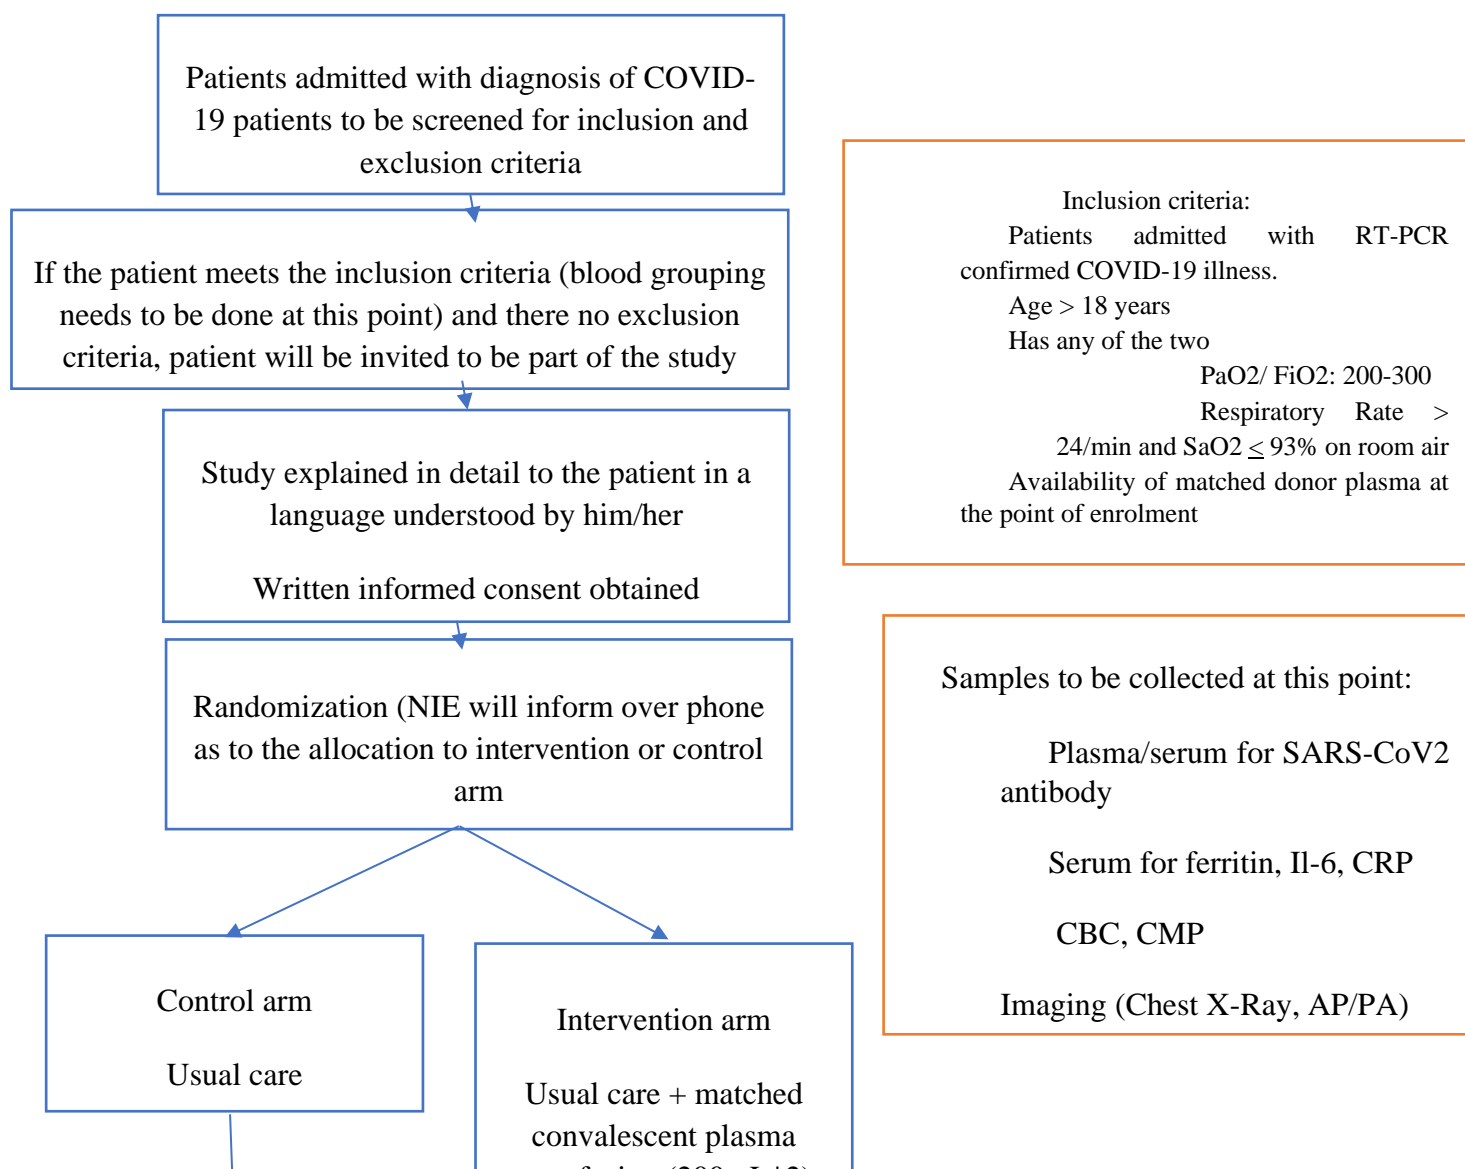 Patients admitted with diagnosis of COVID-
19 patients to be screened for inclusion and
exclusion criteria
If the patient meets the inclusion criteria (blood grouping
needs to be done at this point) and there no exclusion
criteria, patient will be invited to be part of the study
Study explained in detail to the patient in a
language understood by him/her
Written informed consent obtained
Randomization (NIE will inform over phone
as to the allocation to intervention or control
arm
Control arm
Usual care
Intervention arm
Usual care + matched
convalescent plasma
Inclusion criteria:
Patients admitted with RT-PCR
confirmed COVID-19 illness.
Age > 18 years
Has any of the two
PaO2/ FiO2: 200-300
Respiratory Rate >
24/min and SaO2 ≤ 93% on room air
Availability of matched donor plasma at
the point of enrolment
Samples to be collected at this point:
Plasma/serum for SARS-CoV2
antibody
Serum for ferritin, Il-6, CRP
CBC, CMP
Imaging (Chest X-Ray, AP/PA)